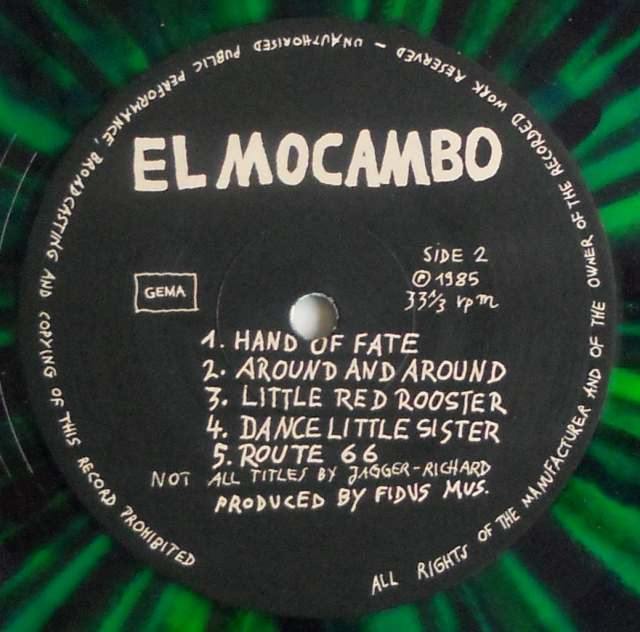 EL MOCAMBO
SIDE 2
℗ 1985
33 1/3 rpm
GEMA
1. HAND OF FATE
2. AROUND AND AROUND
3. LITTLE RED ROOSTER
4. DANCE LITTLE SISTER
5. ROUTE 66
NOT ALL TITLES BY JAGGER-RICHARD
PRODUCED BY FIDUS MUS.
ALL RIGHTS OF THE MANUFACTURER AND OF THE OWNER OF THE RECORDED WORK RESERVED - UNAUTHORISED PUBLIC PERFORMANCE, BROADCASTING AND COPYING OF THIS RECORD PROHIBITED